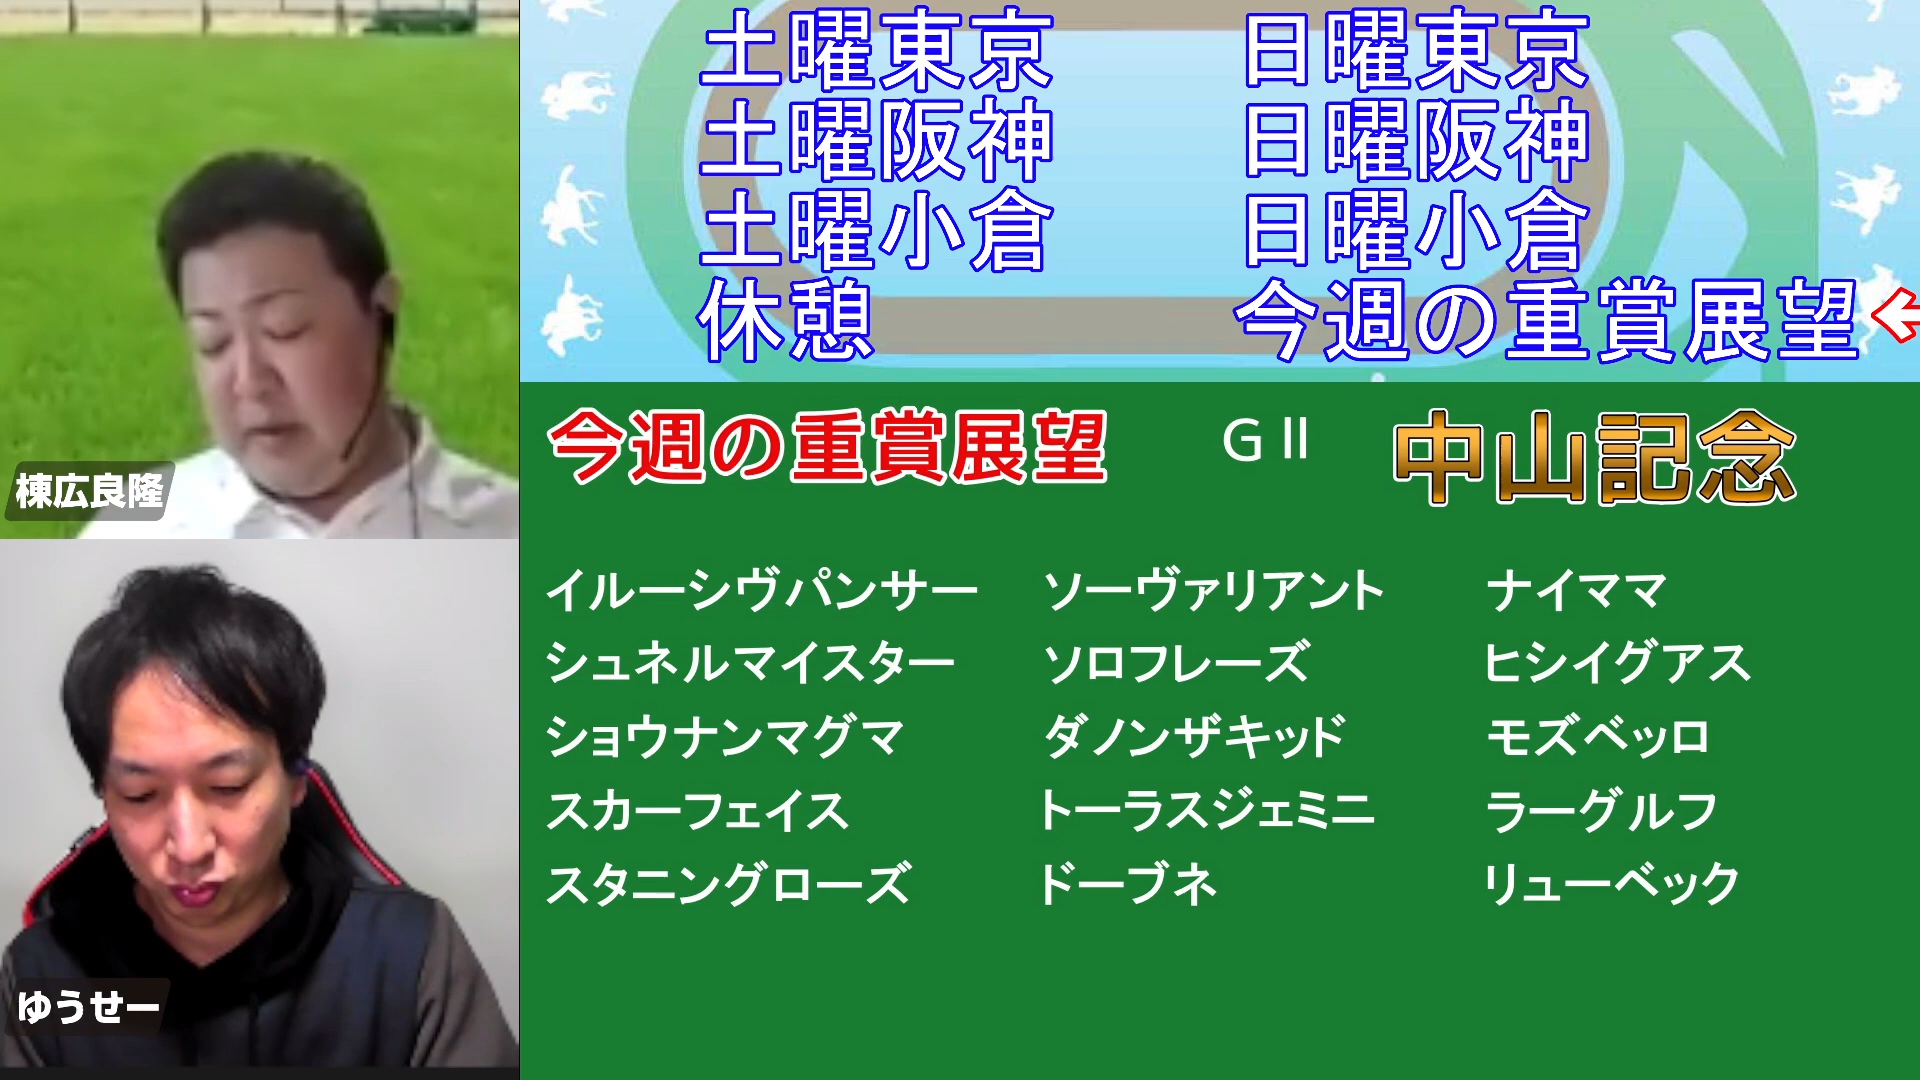 土曜東京 日曜東京
土曜阪神 日曜阪神
土曜小倉 日曜小倉
休憩 今週の重賞展望
今週の重賞展望 GⅡ 中山記念
イルーシヴパンサー ソーヴァリアント ナイママ
シュネルマイスター ソロフレーズ ヒシイグアス
ショウナンマグマ ダノンザキッド モズベッロ
スカーフェイス トーラスジェミニ ラーグルフ
スタニングローズ ドーブネ リューベック
棟広良隆
ゆうせー